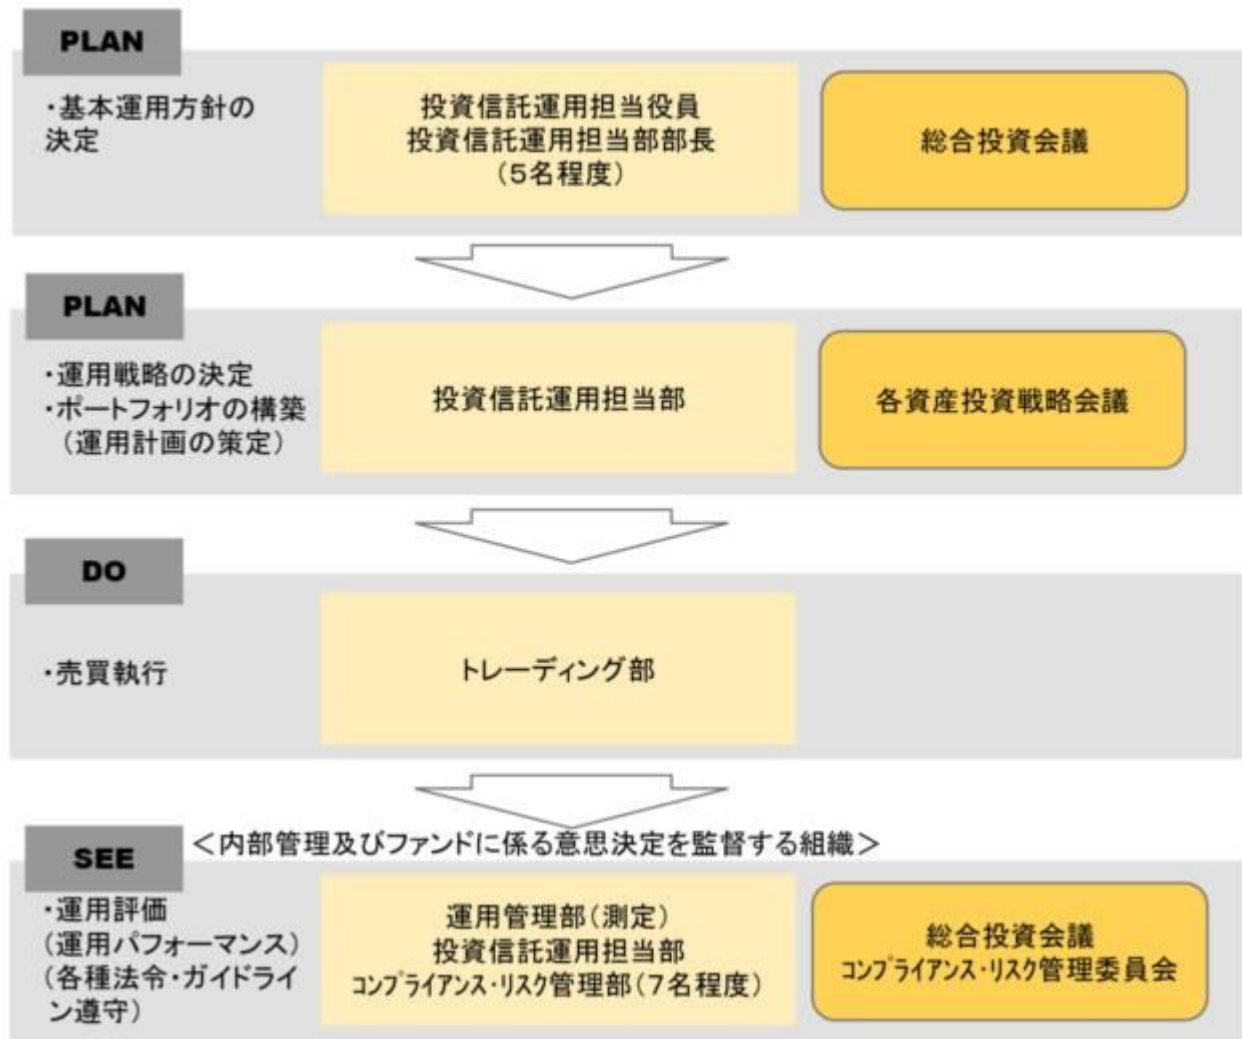 PLAN
・基本運用方針の
決定
投資信託運用担当役員
投資信託運用担当部部長
(5名程度)
総合投資会議
PLAN
・運用戦略の決定
・ポートフォリオの構築
(運用計画の策定)
投資信託運用担当部
各資産投資戦略会議
DO
・売買執行
トレーディング部
SEE
＜内部管理及びファンドに係る意思決定を監督する組織＞
・運用評価
(運用パフォーマンス)
(各種法令・ガイドライ
ン遵守)
運用管理部(測定)
投資信託運用担当部
ｺﾝﾌﾟﾗｲｱﾝｽ・ﾘｽｸ管理部(7名程度)
総合投資会議
ｺﾝﾌﾟﾗｲｱﾝｽ・ﾘｽｸ管理委員会